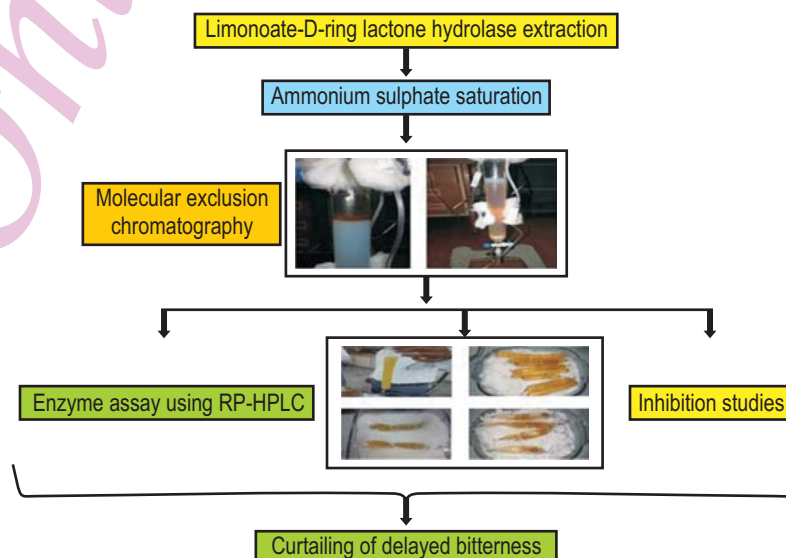 Limonoate-D-ring lactone hydrolase extraction
Ammonium sulphate saturation
Molecular exclusion
chromatography
Enzyme assay using RP-HPLC
Inhibition studies
Curtailing of delayed bitterness